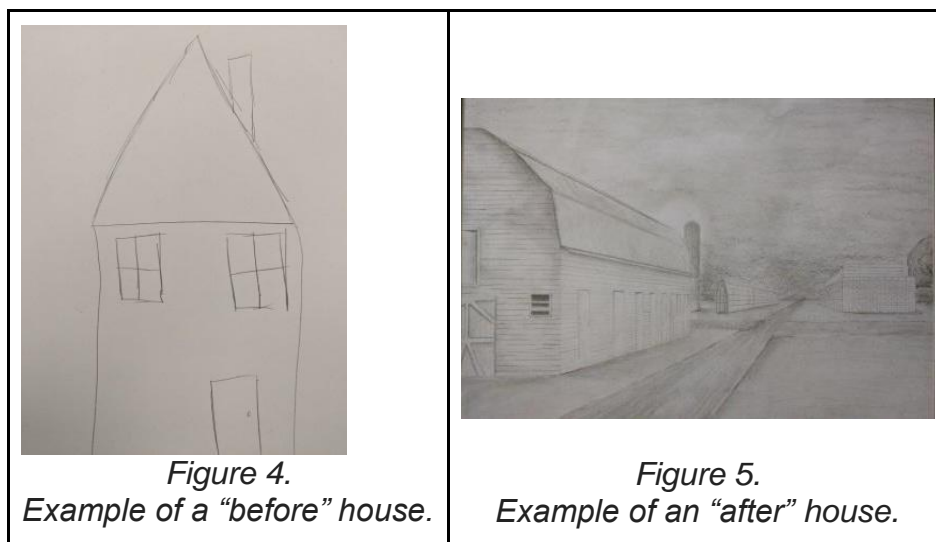 Figure 4.
Example of a “before” house.
Figure 5.
Example of an “after” house.